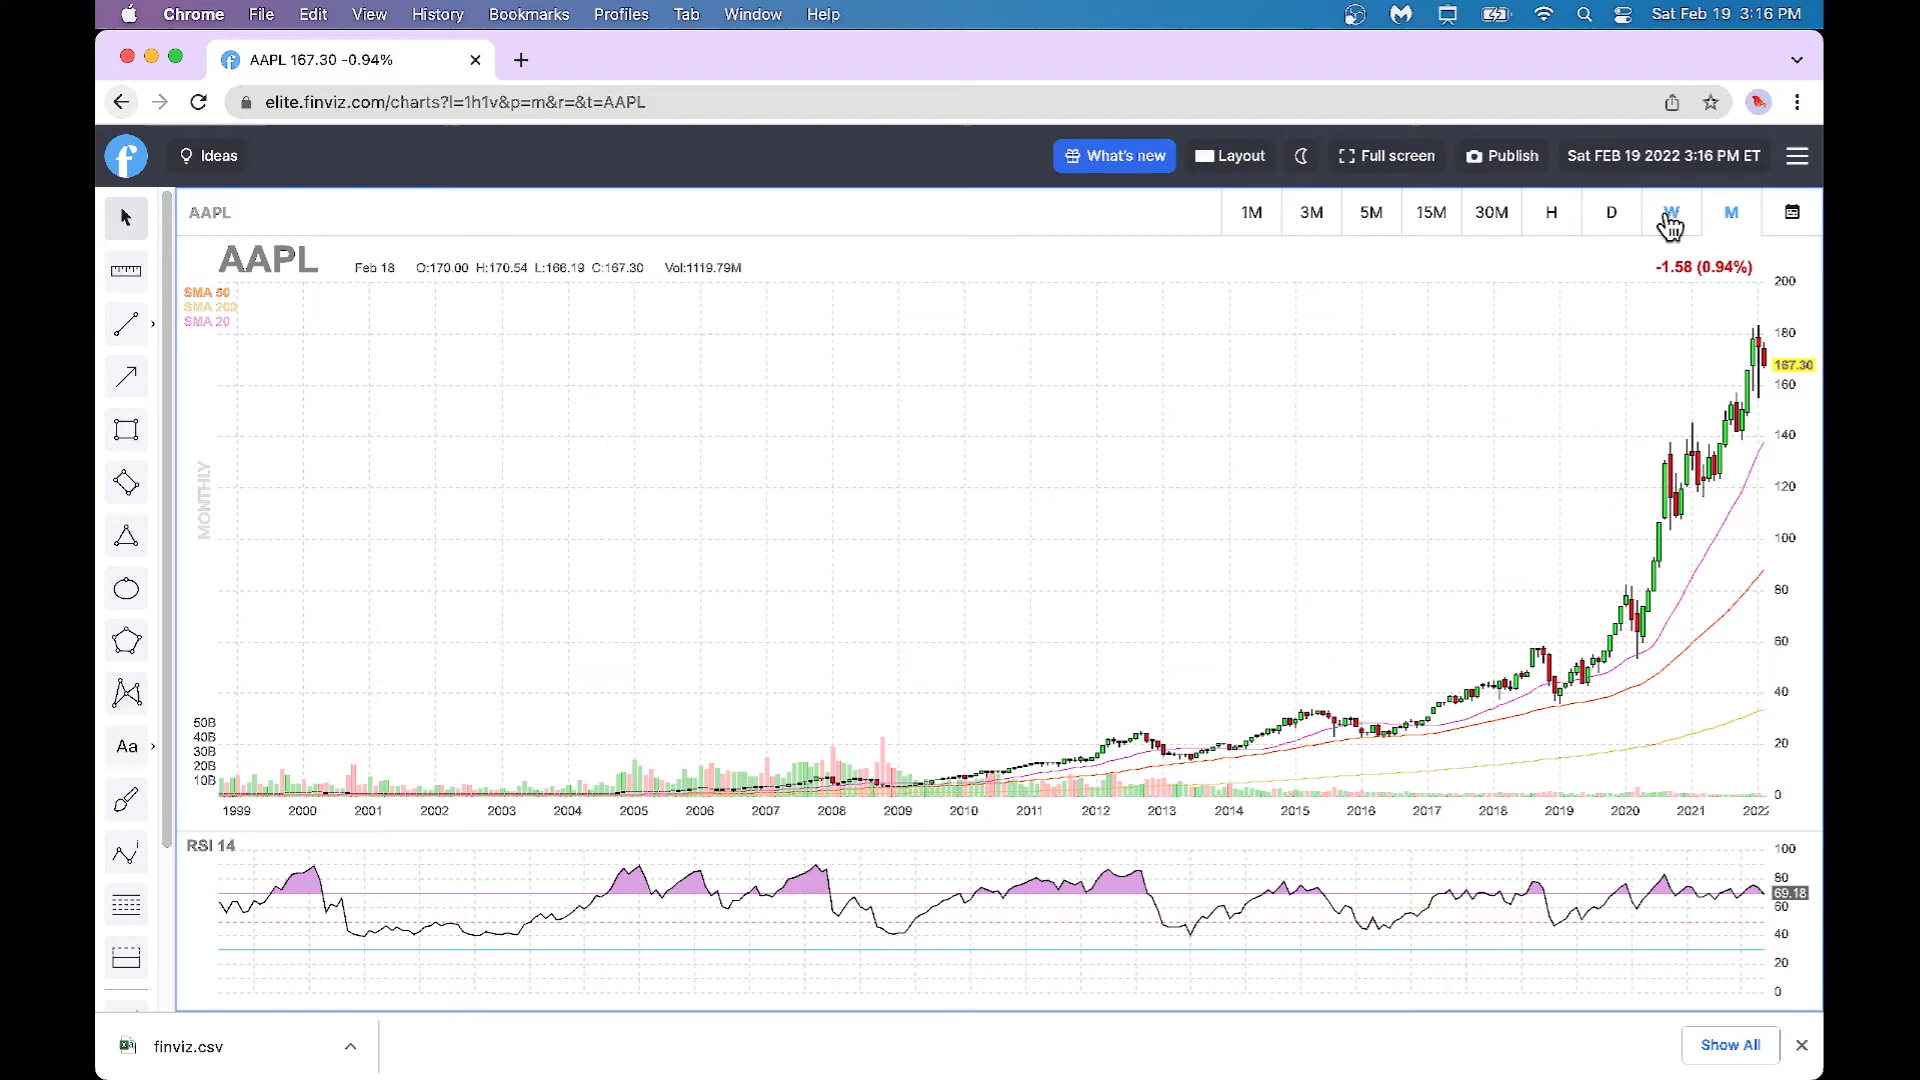 Chrome File Edit View History Bookmarks Profiles Tab Window Help Sat Feb 19 3:16 PM
AAPL 167.30 -0.94%
elite.finviz.com/charts?l=1h1v&p=m&r=&t=AAPL
f Ideas What's new Layout Full screen Publish Sat FEB 19 2022 3:16 PM ET
AAPL 1M 3M 5M 15M 30M H D W M
AAPL Feb 18 O:170.00 H:170.54 L:166.19 C:167.30 Vol:1119.79M -1.58 (0.94%)
SMA 50
SMA 200
SMA 20
200
180
167.30
160
140
120
100
80
60
40
20
0
MONTHLY
50B
40B
30B
20B
10B
1999 2000 2001 2002 2003 2004 2005 2006 2007 2008 2009 2010 2011 2012 2013 2014 2015 2016 2017 2018 2019 2020 2021 2022
RSI 14
100
80
69.18
60
40
20
0
Aa
finviz.csv Show All